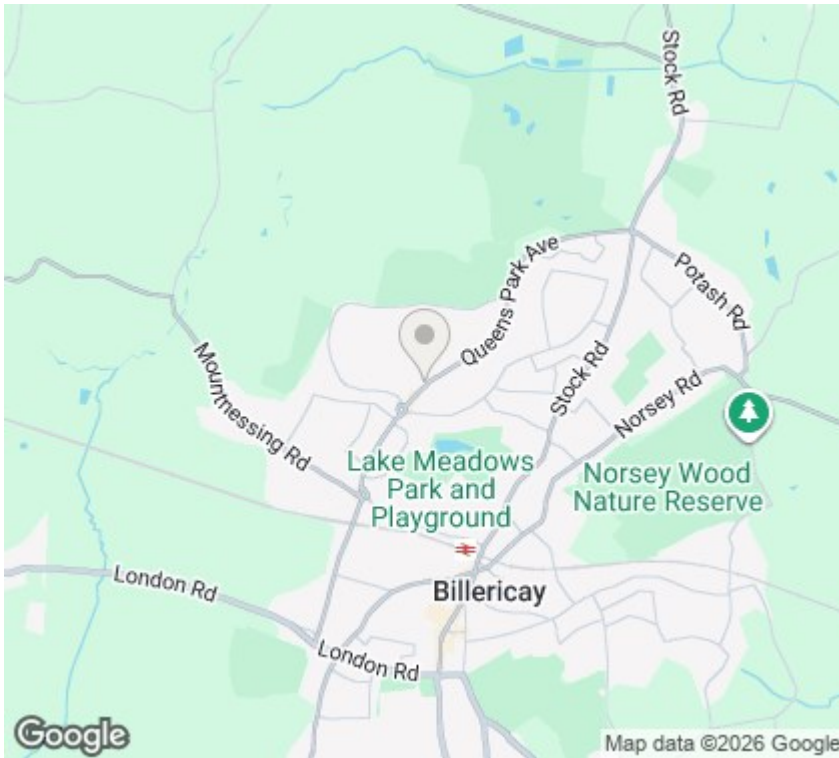 Stock Rd
Queens Park Ave
Potash Rd
Mountnessing Rd
Stock Rd
Norsey Rd
Lake Meadows
Park and
Playground
Norsey Wood
Nature Reserve
London Rd
Billericay
London Rd
Google
Map data ©2026 Google